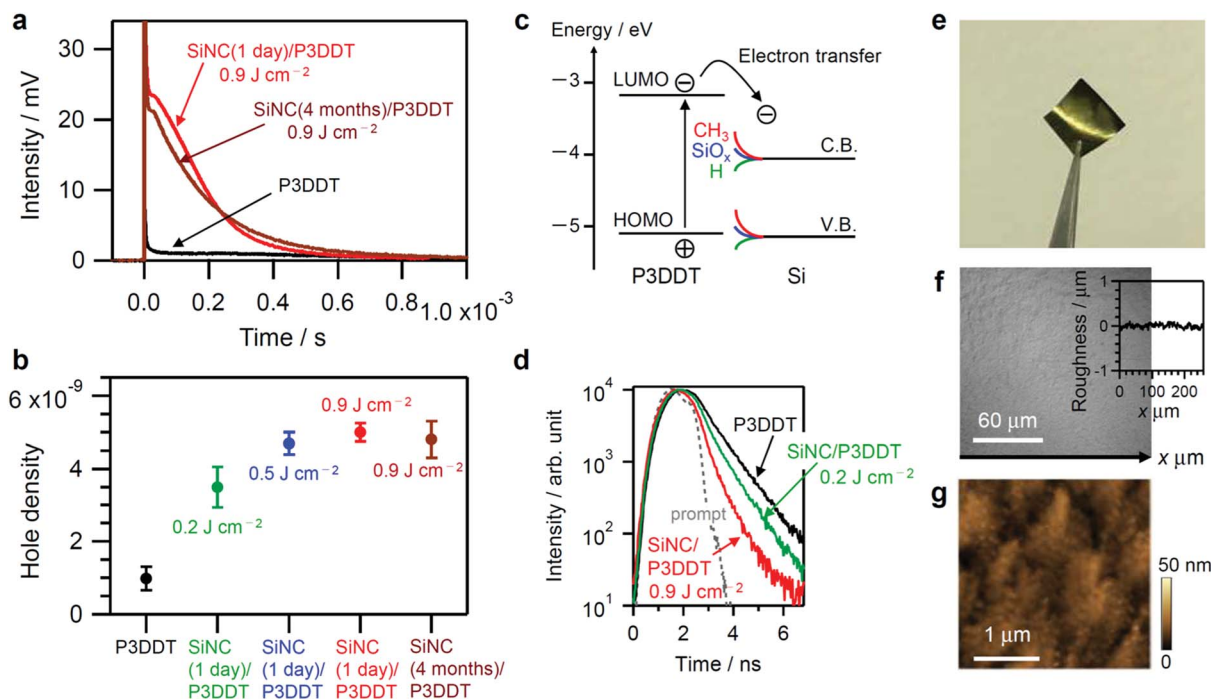 a
Intensity / mV
30
20
10
0
SiNC(1 day)/P3DDT
0.9 J cm⁻²
SiNC(4 months)/P3DDT
0.9 J cm⁻²
P3DDT
0.0
0.2
0.4
0.6
0.8
1.0 ×10⁻³
Time / s
b
Hole density
6 x10⁻⁹
4
2
0
0.2 J cm⁻²
0.5 J cm⁻²
0.9 J cm⁻²
0.9 J cm⁻²
P3DDT
SiNC
(1 day)/
P3DDT
SiNC
(1 day)/
P3DDT
SiNC
(1 day)/
P3DDT
SiNC
(4 months)/
P3DDT
c
Energy / eV
−3
−4
−5
LUMO
Electron transfer
CH₃
SiOₓ
H
C.B.
HOMO
V.B.
P3DDT
Si
d
Intensity / arb. unit
10⁴
10³
10²
10¹
P3DDT
SiNC/P3DDT
0.2 J cm⁻²
prompt
SiNC/
P3DDT
0.9 J cm⁻²
0
2
4
6
Time / ns
e
f
Roughness / μm
1
0
-1
0
100
200
x μm
60 μm
x μm
g
50 nm
0
1 μm